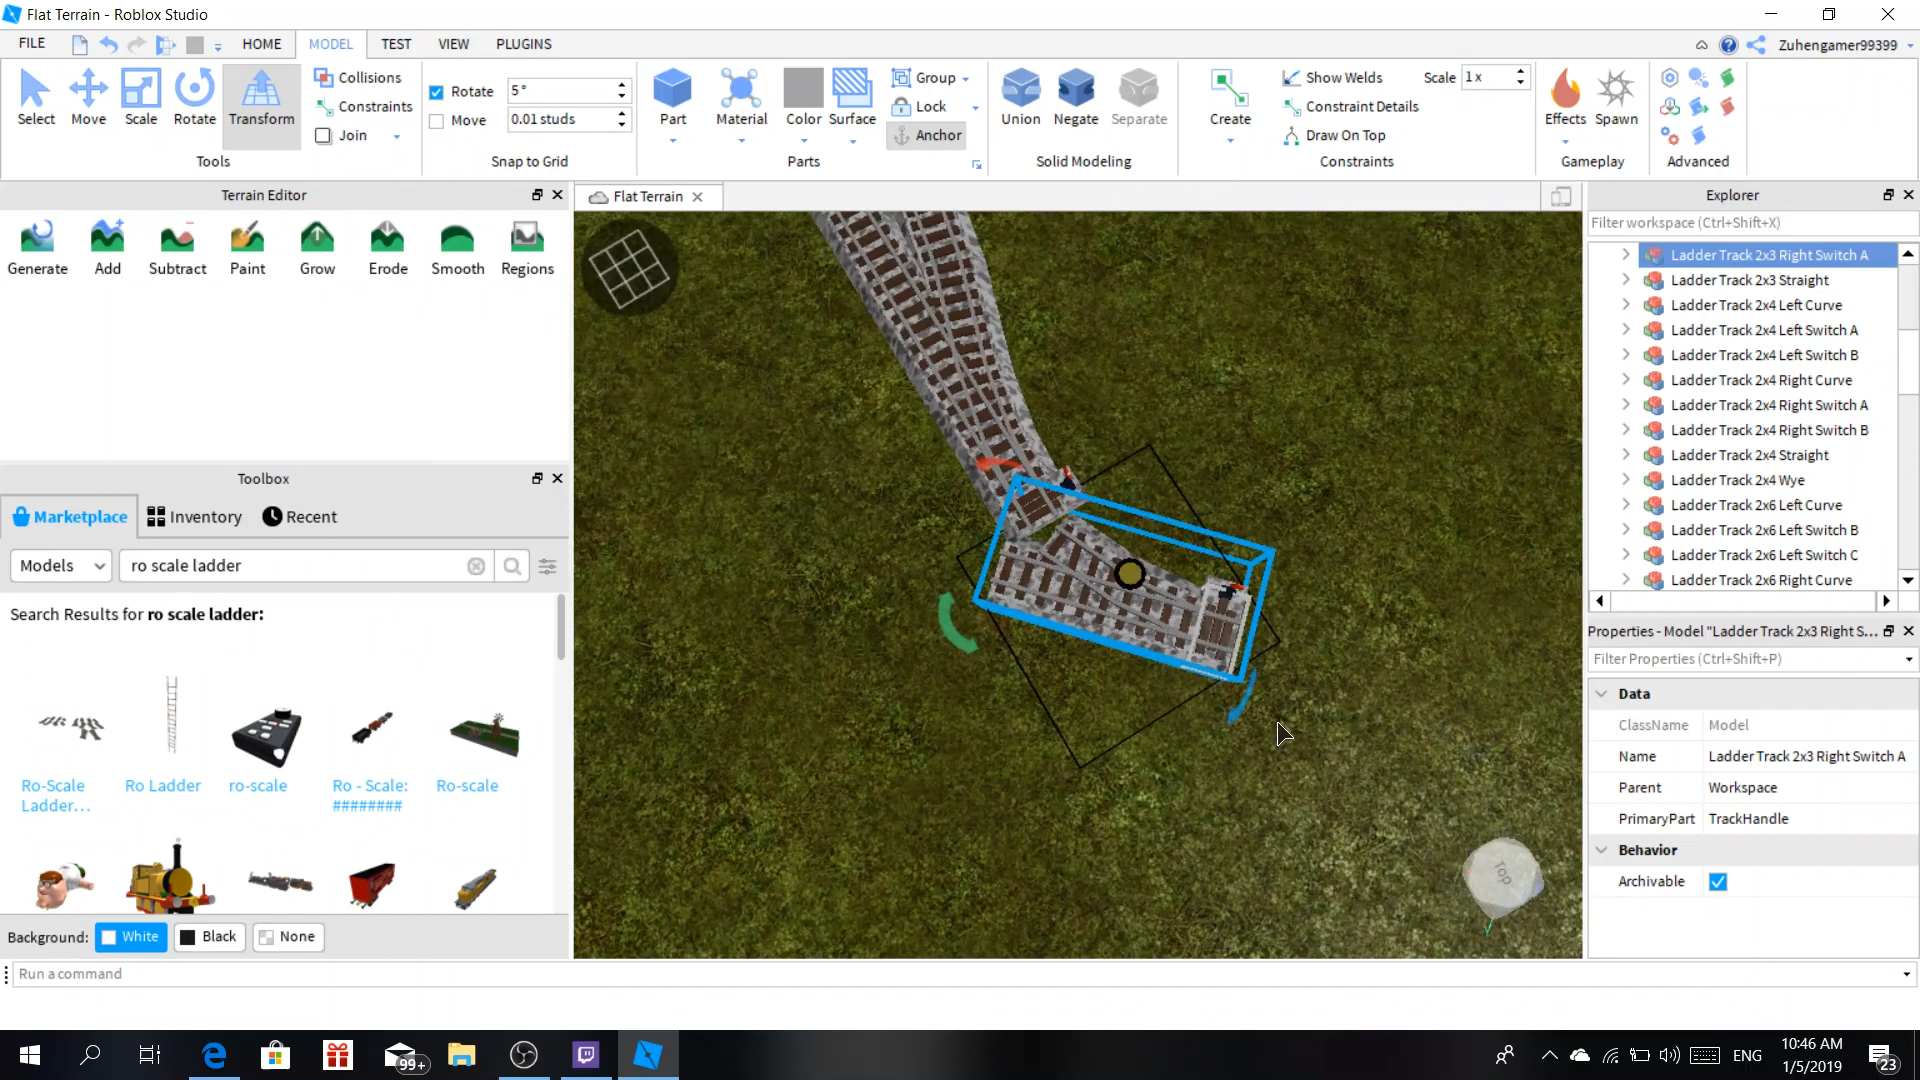 Flat Terrain - Roblox Studio
FILE HOME MODEL TEST VIEW PLUGINS Zuhengamer99399
Select Move Scale Rotate Transform
Collisions
Constraints
Join
Tools
Rotate 5°
Move 0.01 studs
Snap to Grid
Part Material Color Surface
Group
Lock
Anchor
Parts
Union Negate Separate
Solid Modeling
Create
Show Welds Scale 1 x
Constraint Details
Draw On Top
Constraints
Effects Spawn
Gameplay
Advanced
Terrain Editor
Generate Add Subtract Paint Grow Erode Smooth Regions
Toolbox
Marketplace Inventory Recent
Models ro scale ladder
Search Results for ro scale ladder:
Ro-Scale Ladder...
Ro Ladder
ro-scale
Ro - Scale: ########
Ro-scale
Background: White Black None
Run a command
Flat Terrain
Top
Y
Explorer
Filter workspace (Ctrl+Shift+X)
Ladder Track 2x3 Right Switch A
Ladder Track 2x3 Straight
Ladder Track 2x4 Left Curve
Ladder Track 2x4 Left Switch A
Ladder Track 2x4 Left Switch B
Ladder Track 2x4 Right Curve
Ladder Track 2x4 Right Switch A
Ladder Track 2x4 Right Switch B
Ladder Track 2x4 Straight
Ladder Track 2x4 Wye
Ladder Track 2x6 Left Curve
Ladder Track 2x6 Left Switch B
Ladder Track 2x6 Left Switch C
Ladder Track 2x6 Right Curve
Properties - Model "Ladder Track 2x3 Right S...
Filter Properties (Ctrl+Shift+P)
Data
ClassName Model
Name Ladder Track 2x3 Right Switch A
Parent Workspace
PrimaryPart TrackHandle
Behavior
Archivable
99+
ENG
10:46 AM
1/5/2019
23